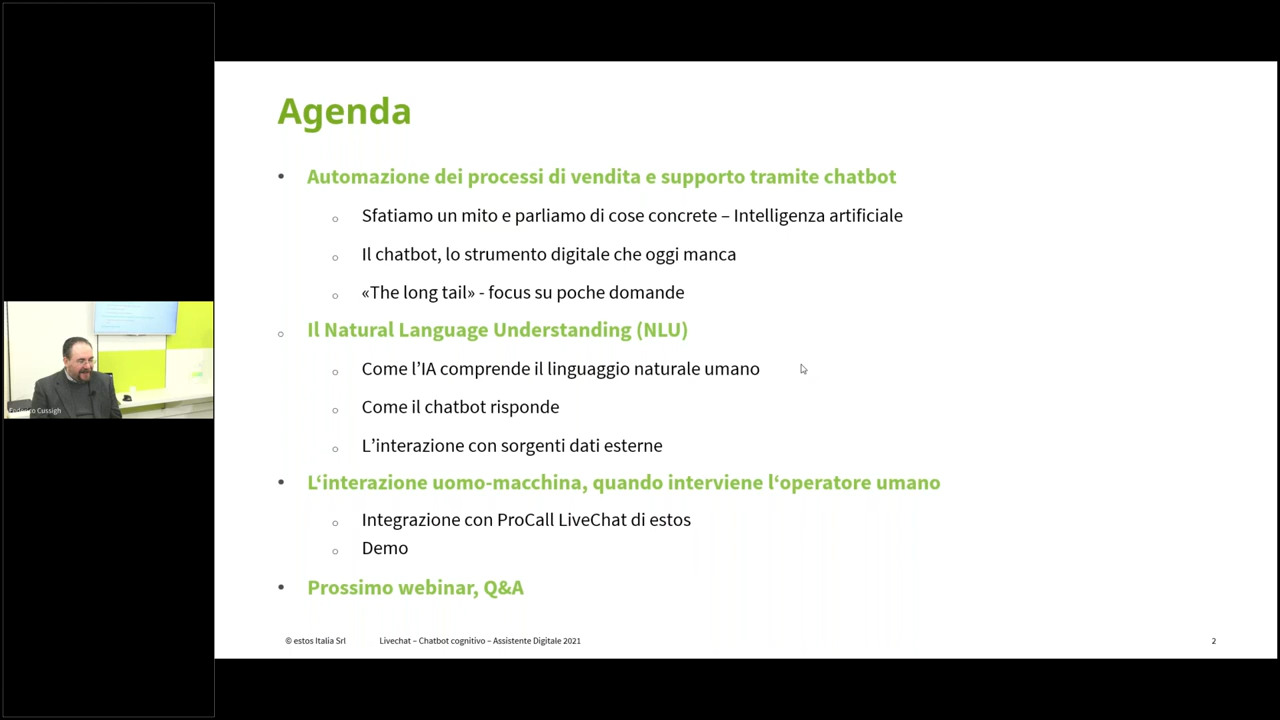 Agenda
• Automazione dei processi di vendita e supporto tramite chatbot
○ Sfatiamo un mito e parliamo di cose concrete – Intelligenza artificiale
○ Il chatbot, lo strumento digitale che oggi manca
○ «The long tail» - focus su poche domande
○ Il Natural Language Understanding (NLU)
○ Come l’IA comprende il linguaggio naturale umano
○ Come il chatbot risponde
○ L’interazione con sorgenti dati esterne
• L‘interazione uomo-macchina, quando interviene l‘operatore umano
○ Integrazione con ProCall LiveChat di estos
○ Demo
• Prossimo webinar, Q&A
Federico Cussigh
© estos Italia Srl Livechat – Chatbot cognitivo – Assistente Digitale 2021 2